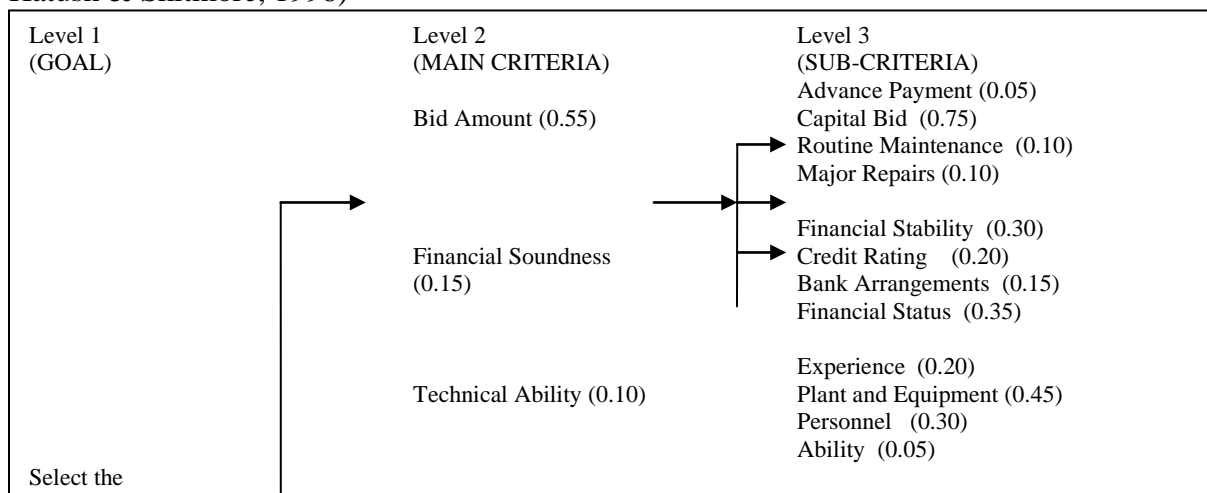 Hatush & Skitmore, 1998)
Level 1 Level 2 Level 3
(GOAL) (MAIN CRITERIA) (SUB-CRITERIA)
Advance Payment (0.05)
Bid Amount (0.55) Capital Bid (0.75)
Routine Maintenance (0.10)
Major Repairs (0.10)
Financial Stability (0.30)
Financial Soundness Credit Rating (0.20)
(0.15) Bank Arrangements (0.15)
Financial Status (0.35)
Experience (0.20)
Technical Ability (0.10) Plant and Equipment (0.45)
Personnel (0.30)
Ability (0.05)
Select the